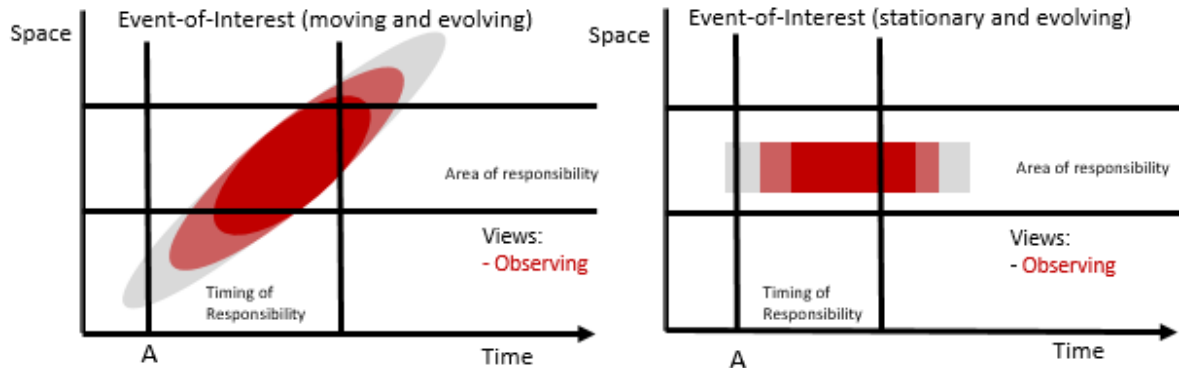 Event-of-Interest (moving and evolving)
Space
Area of responsibility
Views:
- Observing
Timing of
Responsibility
A
Time
Event-of-Interest (stationary and evolving)
Space
Area of responsibility
Views:
- Observing
Timing of
Responsibility
A
Time